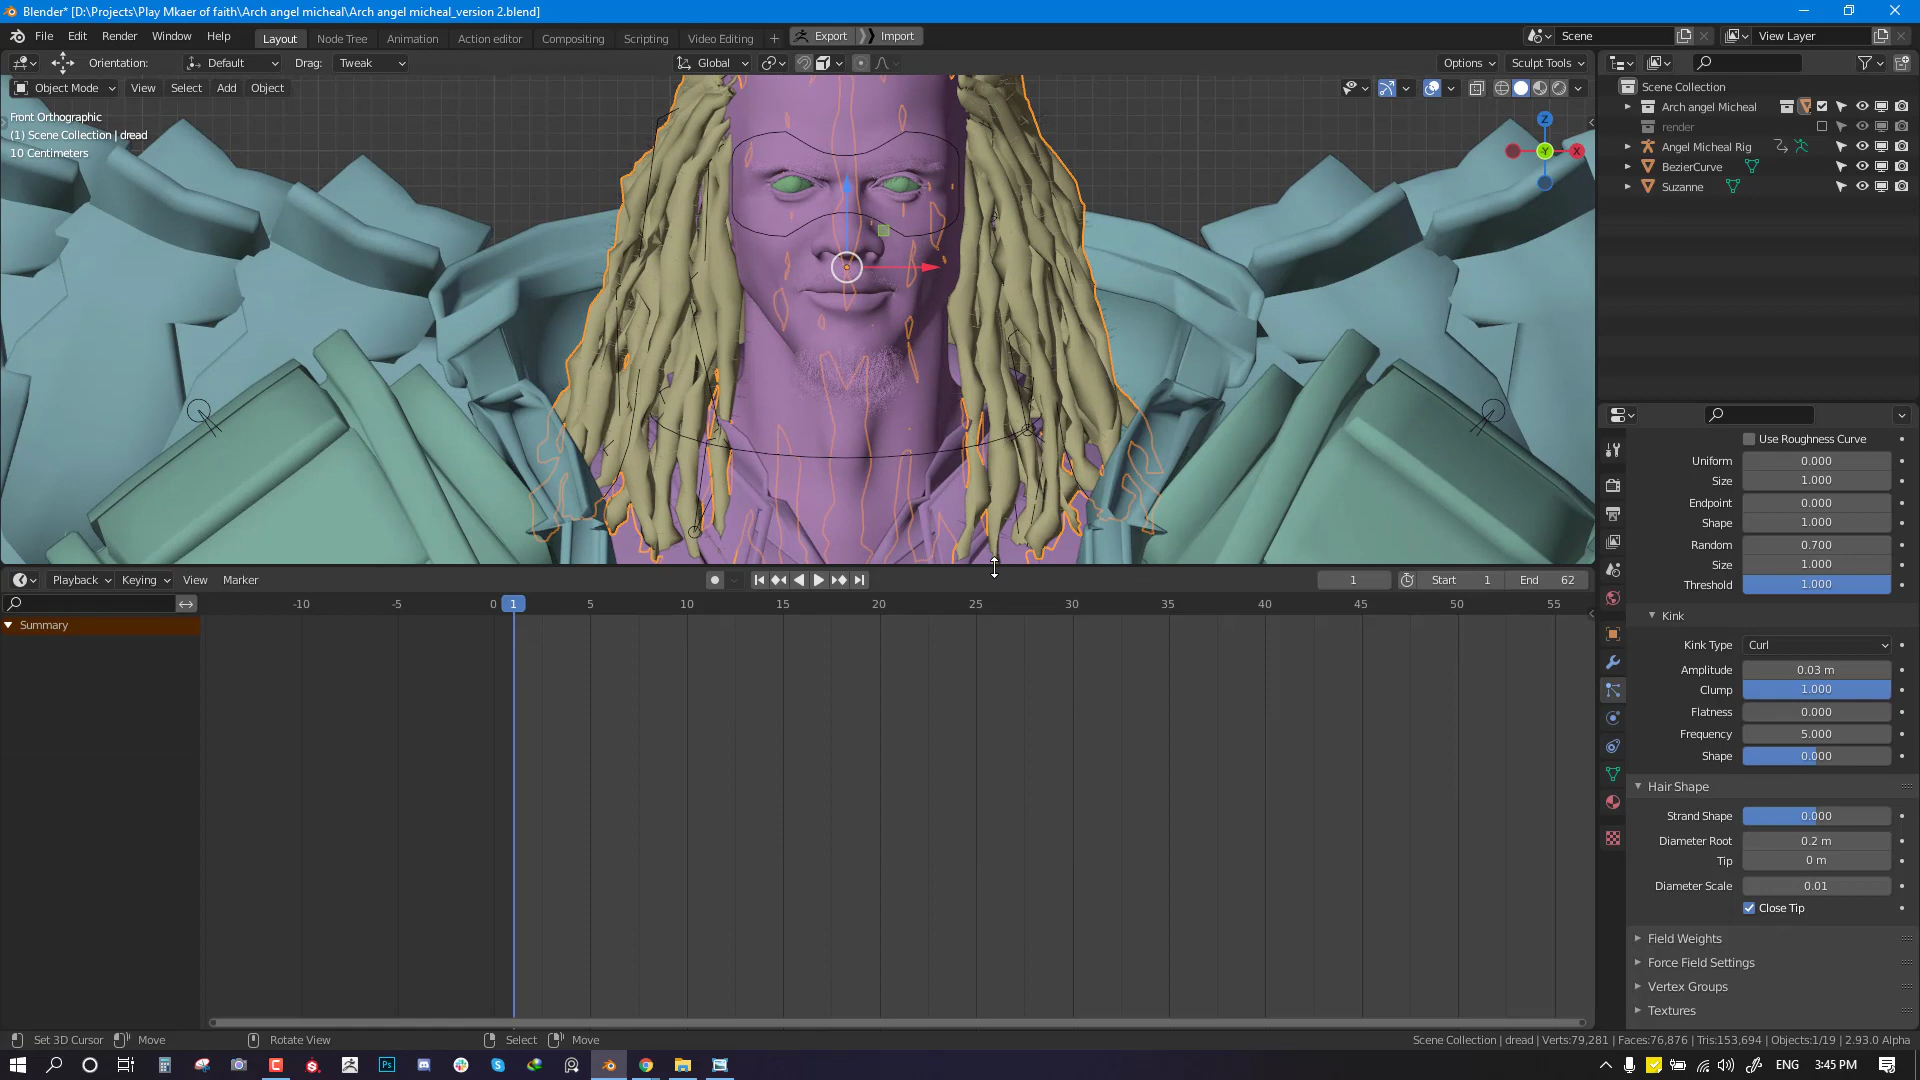 Blender* [D:\Projects\Play Mkaer of faith\Arch angel micheal\Arch angel micheal_version 2.blend]
File Edit Render Window Help Layout Node Tree Animation Action editor Compositing Scripting Video Editing + Export Import Scene View Layer
Orientation: Default Drag: Tweak Global Options Sculpt Tools
Object Mode View Select Add Object
Scene Collection
Arch angel Micheal
render
Angel Micheal Rig
BezierCurve
Suzanne
Front Orthographic
(1) Scene Collection | dread
10 Centimeters
Z
Y
X
Use Roughness Curve
Uniform 0.000
Size 1.000
Endpoint 0.000
Shape 1.000
Random 0.700
Size 1.000
Threshold 1.000
Kink
Kink Type Curl
Amplitude 0.03 m
Clump 1.000
Flatness 0.000
Frequency 5.000
Shape 0.000
Hair Shape
Strand Shape 0.000
Diameter Root 0.2 m
Tip 0 m
Diameter Scale 0.01
Close Tip
Field Weights
Force Field Settings
Vertex Groups
Textures
Playback Keying View Marker 1 Start 1 End 62
-10 -5 0 1 5 10 15 20 25 30 35 40 45 50 55
Summary
Set 3D Cursor Move Rotate View Select Move Scene Collection | dread | Verts:79,281 | Faces:76,876 | Tris:153,694 | Objects:1/19 | 2.93.0 Alpha
ENG 3:45 PM